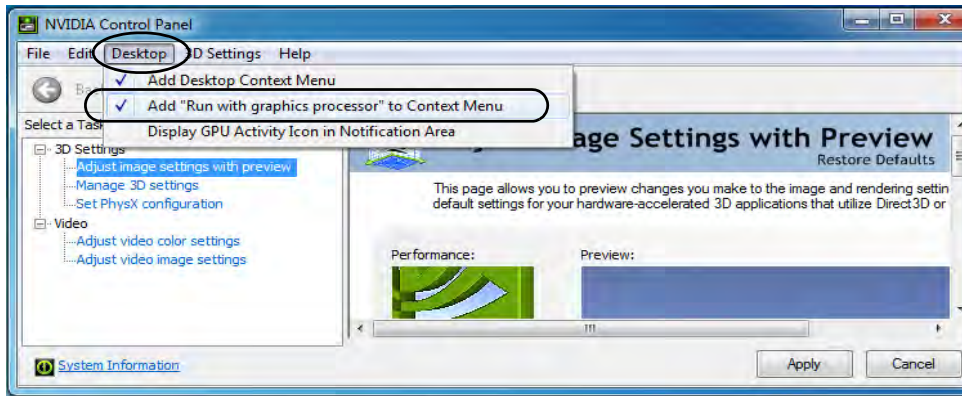 NVIDIA Control Panel
File Edit Desktop 3D Settings Help
Add Desktop Context Menu
Add "Run with graphics processor" to Context Menu
Display GPU Activity Icon in Notification Area
Select a Tas
3D Settings
Adjust image settings with preview
Manage 3D settings
Set PhysX configuration
Video
Adjust video color settings
Adjust video image settings
age Settings with Preview
Restore Defaults
This page allows you to preview changes you make to the image and rendering settin
default settings for your hardware-accelerated 3D applications that utilize Direct3D or
Performance:
Preview:
System Information
Apply
Cancel